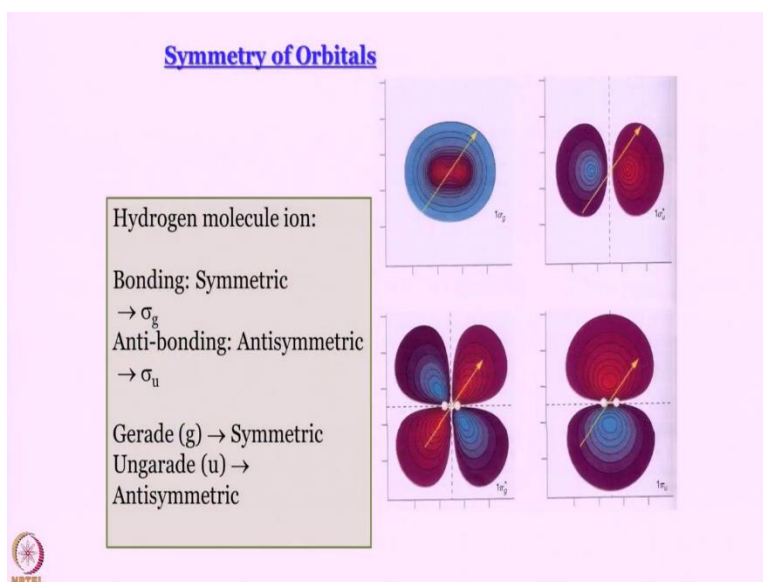 Symmetry of Orbitals
Hydrogen molecule ion:
Bonding: Symmetric
→ σg
Anti-bonding: Antisymmetric
→ σu
Gerade (g) → Symmetric
Ungarade (u) →
Antisymmetric
1σg
1σu*
1πg*
1πu
NPTEL